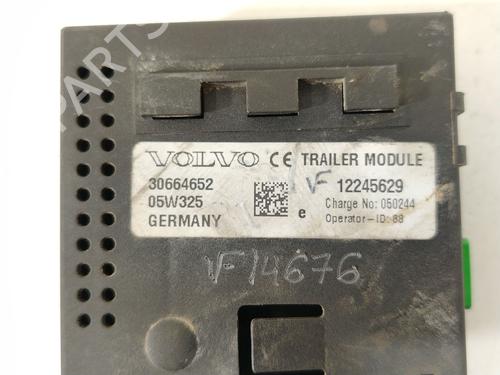 VOLVO CE TRAILER MODULE
30664652 VF 12245629
05W325 Charge No: 050244
GERMANY e Operator-ID: 88
VF14676